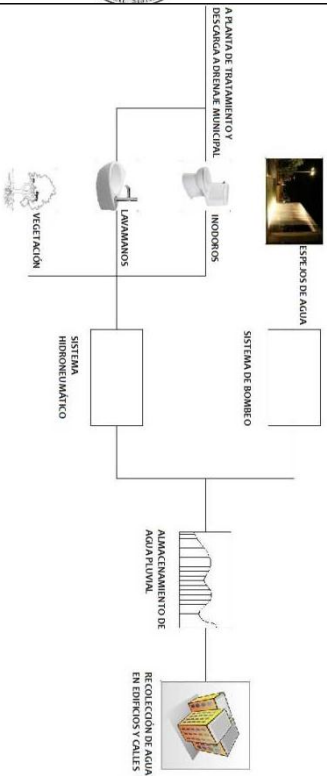 A PLANTA DE TRATAMIENTO Y
DESCARGA A DRENAJE MUNICIPAL
ESPEJOS DE AGUA
INODOROS
LAVAMANOS
VEGETACIÓN
SISTEMA DE BOMBEO
SISTEMA
HIDRONEUMÁTICO
ALMACENAMIENTO DE
AGUA PLUVIAL
RECOLECCIÓN DE AGUA
EN EDIFICIOS Y CALLES